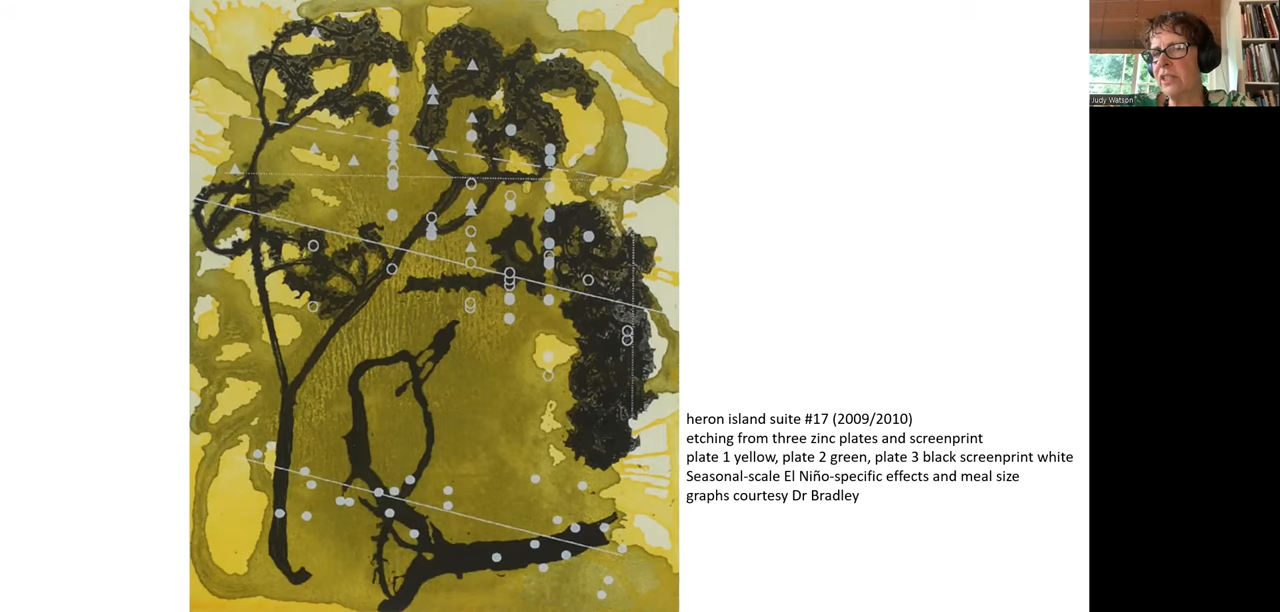 Judy Watson
heron island suite #17 (2009/2010)
etching from three zinc plates and screenprint
plate 1 yellow, plate 2 green, plate 3 black screenprint white
Seasonal-scale El Niño-specific effects and meal size
graphs courtesy Dr Bradley